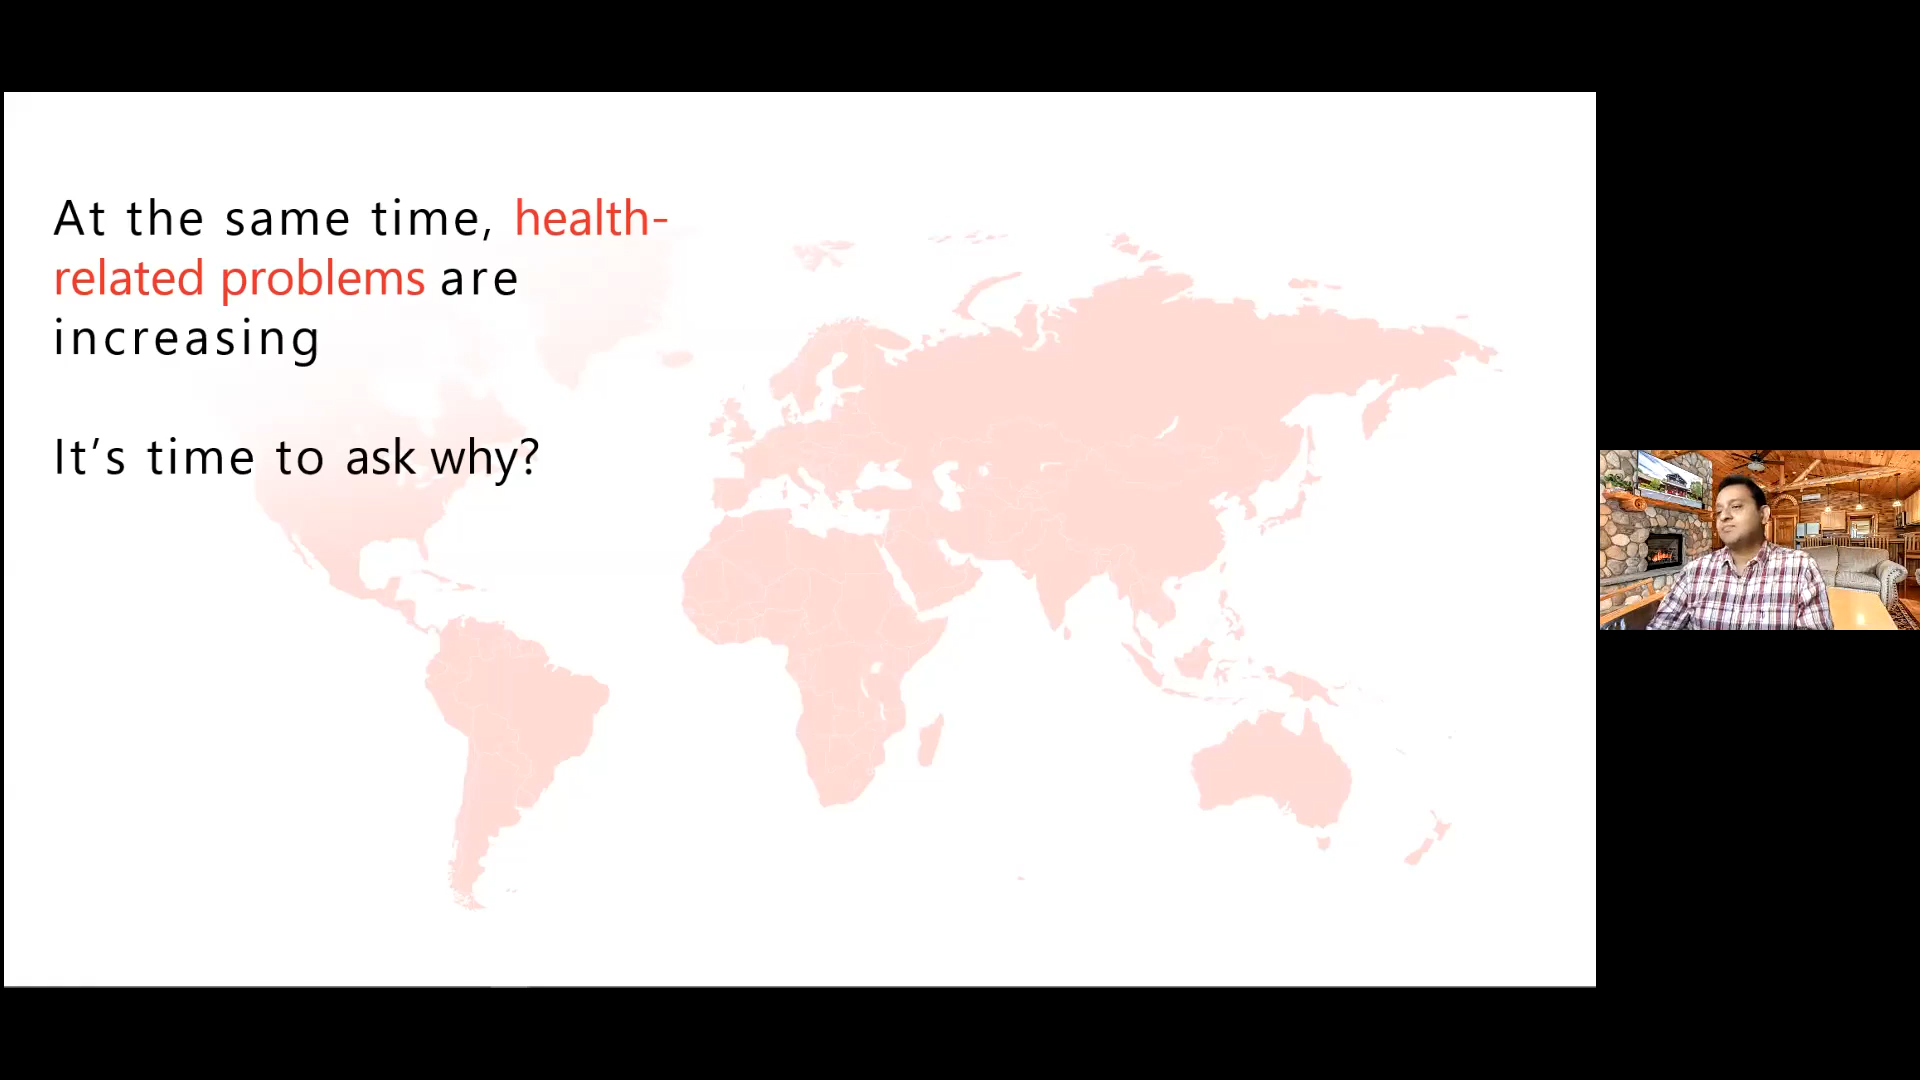 At the same time, health-
related problems are
increasing
It’s time to ask why?